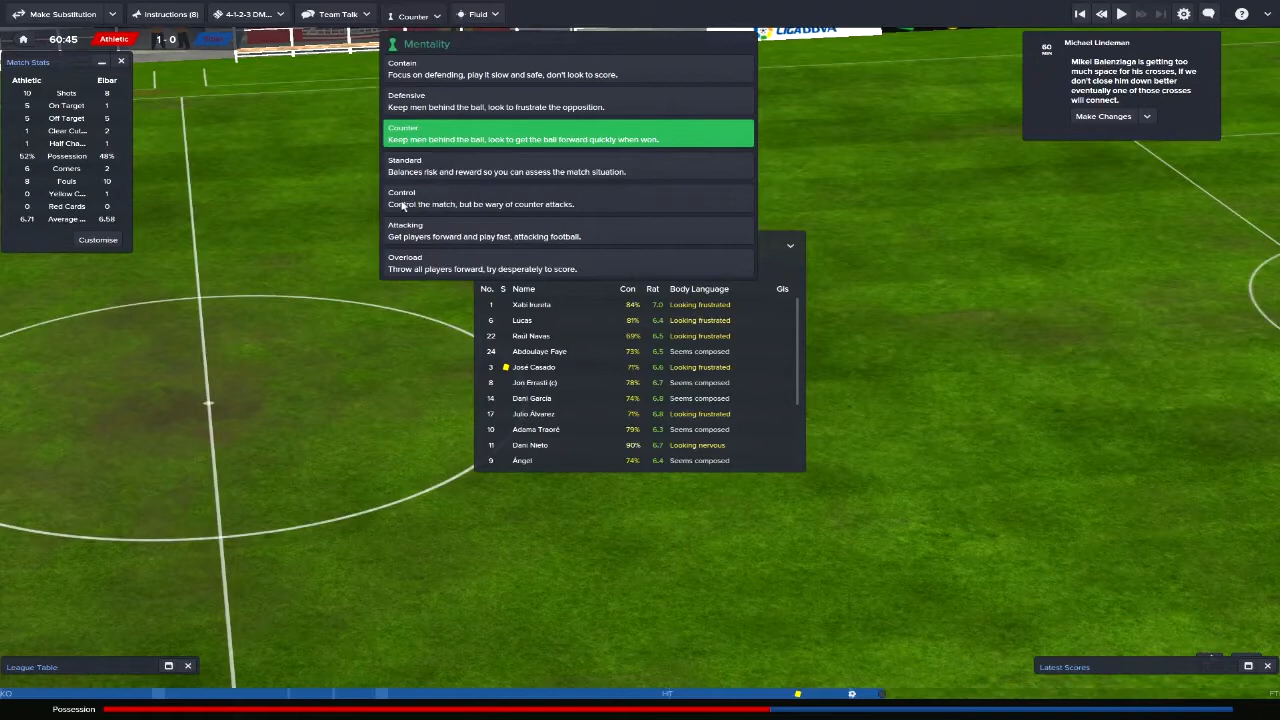 Make Substitution
Instructions (8)
4-1-2-3 DM...
Team Talk
Counter
Fluid
60:45
Athletic
1 - 0
LIGA BBVA
Mentality
Contain
Focus on defending, play it slow and safe, don't look to score.
Defensive
Keep men behind the ball, look to frustrate the opposition.
Counter
Keep men behind the ball, look to get the ball forward quickly when won.
Standard
Balances risk and reward so you can assess the match situation.
Control
Control the match, but be wary of counter attacks.
Attacking
Get players forward and play fast, attacking football.
Overload
Throw all players forward, try desperately to score.
Match Stats
Athletic Eibar
10 Shots 8
5 On Target 1
5 Off Target 5
1 Clear Cut... 2
1 Half Cha... 1
52% Possession 48%
6 Corners 2
8 Fouls 10
0 Yellow C... 1
0 Red Cards 0
6.71 Average ... 6.58
Customise
60 MIN
Michael Lindeman
Mikel Balenziaga is getting too
much space for his crosses, if we
don't close him down better
eventually one of those crosses
will connect.
Make Changes
No. S Name Con Rat Body Language Gls
1 Xabi Irureta 84% 7.0 Looking frustrated
6 Lucas 81% 6.4 Looking frustrated
22 Raúl Navas 69% 6.5 Looking frustrated
24 Abdoulaye Faye 73% 6.5 Seems composed
3 José Casado 71% 6.6 Looking frustrated
8 Jon Errasti (c) 78% 6.7 Seems composed
14 Dani García 74% 6.8 Seems composed
17 Julio Álvarez 71% 6.8 Looking frustrated
10 Adama Traoré 79% 6.3 Seems composed
11 Dani Nieto 90% 6.7 Looking nervous
9 Ángel 74% 6.4 Seems composed
League Table
Latest Scores
KO
HT
FT
Possession